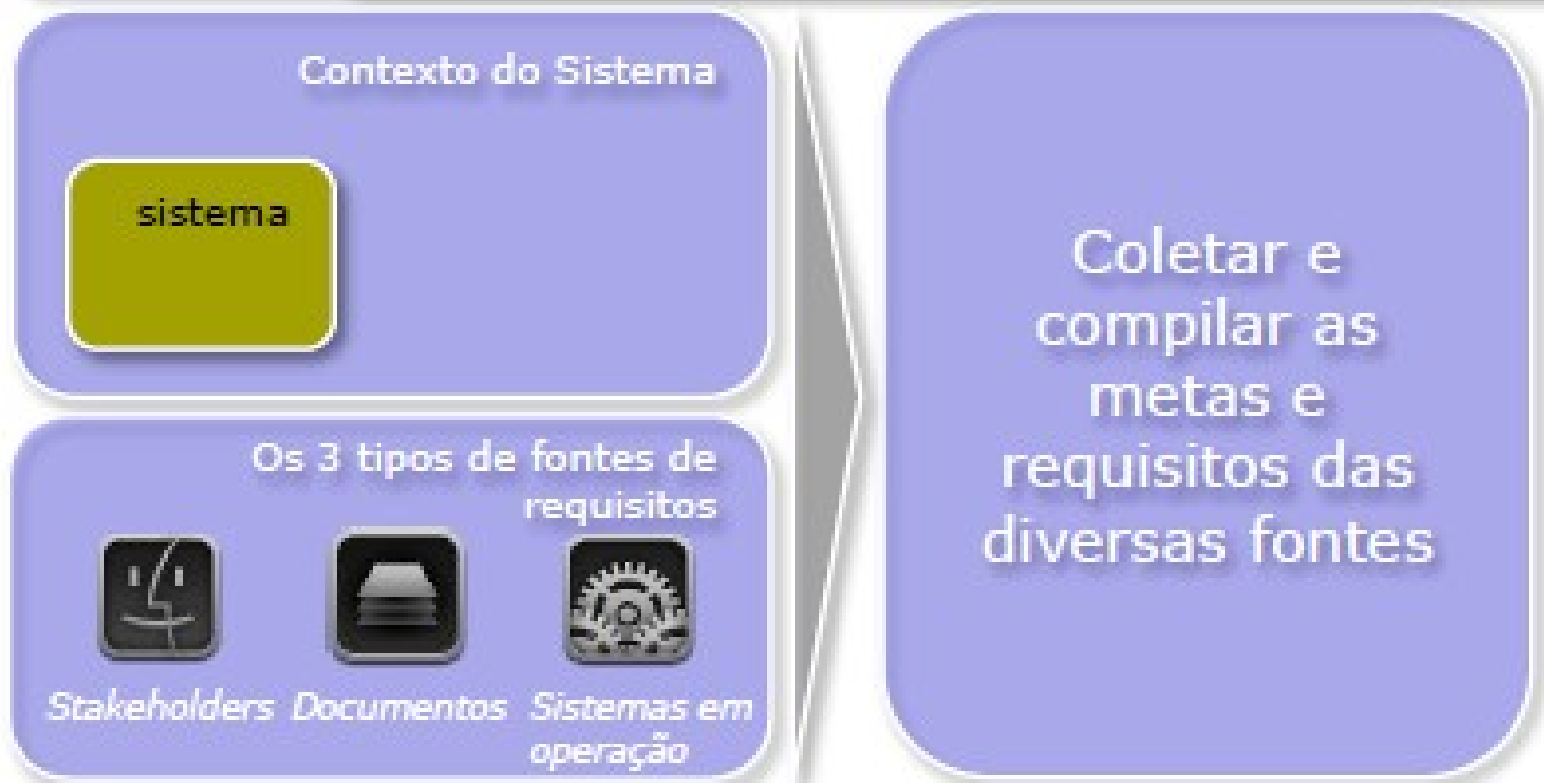 Contexto do Sistema
sistema
Os 3 tipos de fontes de
requisitos
Stakeholders
Documentos
Sistemas em
operação
Coletar e
compilar as
metas e
requisitos das
diversas fontes